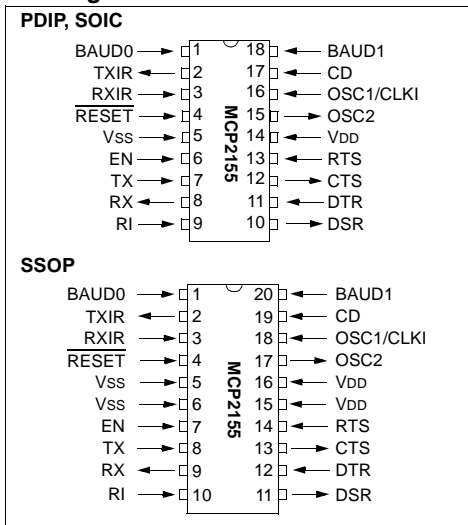 PDIP, SOIC
BAUD0 1 18 BAUD1
TXIR 2 17 CD
RXIR 3 16 OSC1/CLKI
RESET 4 15 OSC2
VSS 5 14 VDD
EN 6 13 RTS
TX 7 12 CTS
RX 8 11 DTR
RI 9 10 DSR
MCP2155
SSOP
BAUD0 1 20 BAUD1
TXIR 2 19 CD
RXIR 3 18 OSC1/CLKI
RESET 4 17 OSC2
VSS 5 16 VDD
VSS 6 15 VDD
EN 7 14 RTS
TX 8 13 CTS
RX 9 12 DTR
RI 10 11 DSR
MCP2155